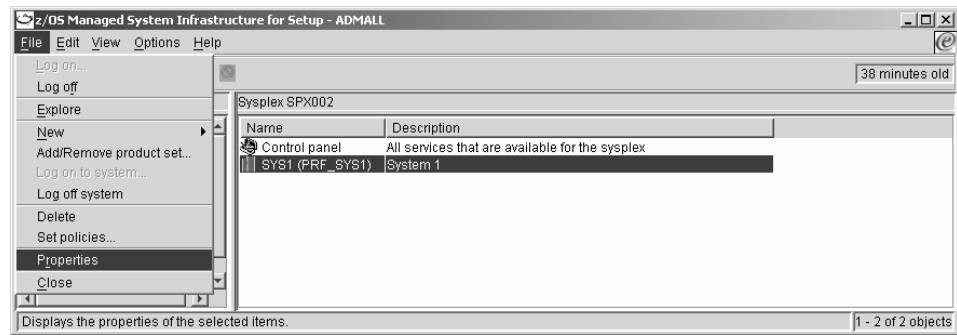 z/OS Managed System Infrastructure for Setup - ADMALL
File Edit View Options Help
Log on...
Log off
Explore
New
Add/Remove product set...
Log on to system...
Log off system
Delete
Set policies...
Properties
Close
38 minutes old
Sysplex SPX002
Name Description
Control panel All services that are available for the sysplex
SYS1 (PRF_SYS1) System 1
Displays the properties of the selected items.
1 - 2 of 2 objects